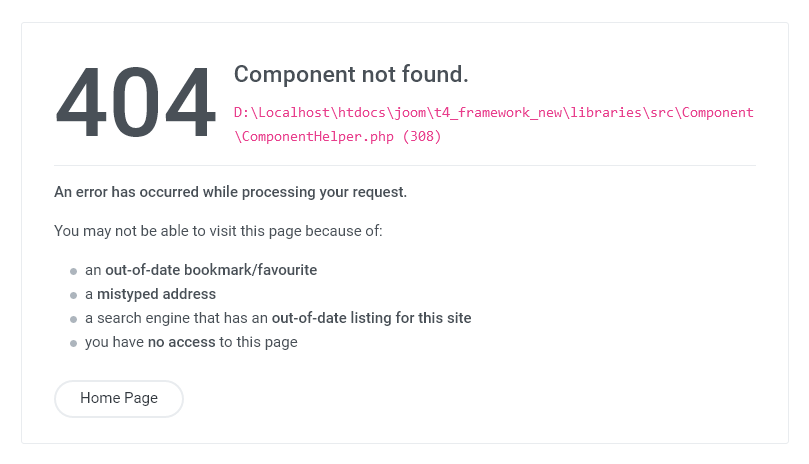 404
Component not found.
D:\Localhost\htdocs\joom\t4_framework_new\libraries\src\Component
\ComponentHelper.php (308)
An error has occurred while processing your request.
You may not be able to visit this page because of:
an out-of-date bookmark/favourite
a mistyped address
a search engine that has an out-of-date listing for this site
you have no access to this page
Home Page